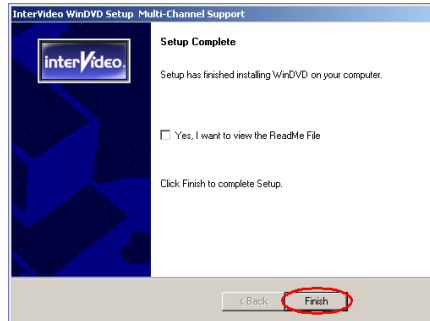 InterVideo WinDVD Setup Multi-Channel Support
interVideo.
Setup Complete
Setup has finished installing WinDVD on your computer.
Yes, I want to view the ReadMe File
Click Finish to complete Setup.
< Back
Finish